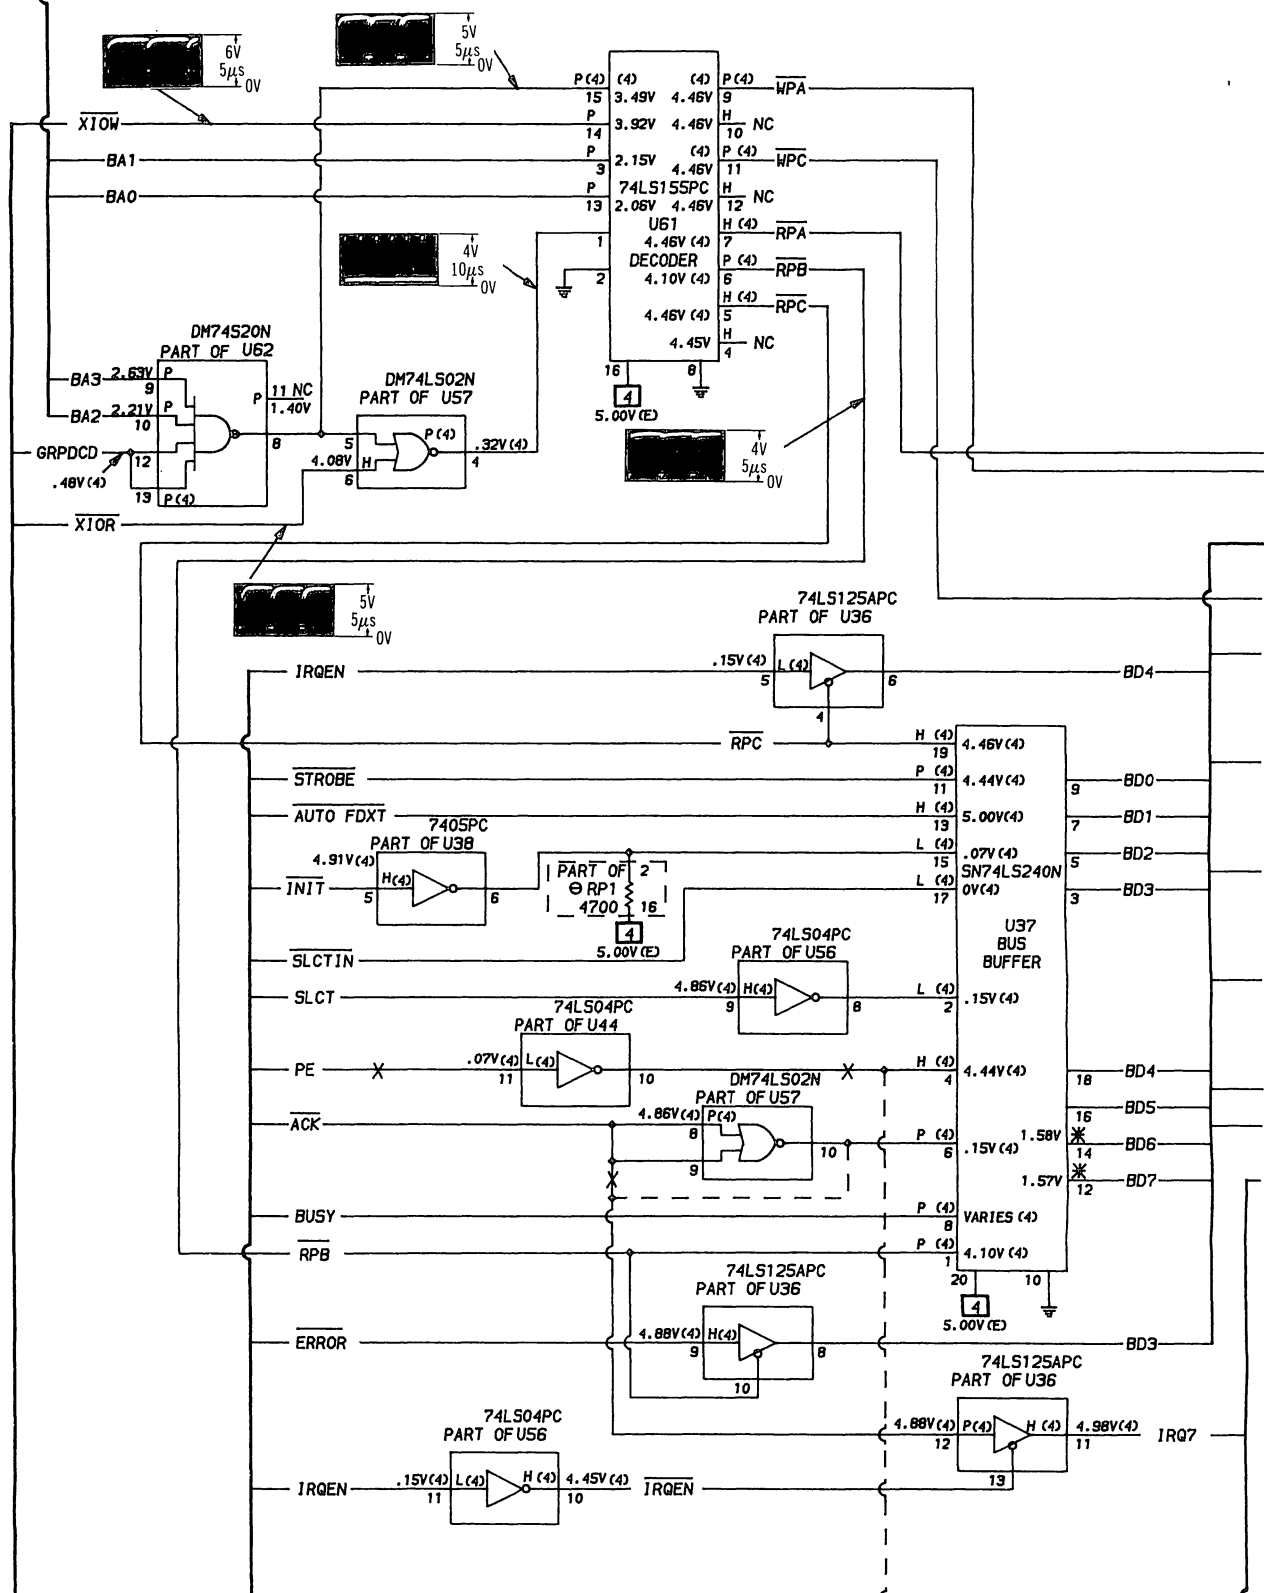 6V
5µs
0V
5V
5µs
0V
XIOW
BA1
BA0
P(4) (4) (4) P(4)
15 3.49V 4.46V 9 WPA
P H
14 3.92V 4.46V 10 NC
P (4) P(4)
3 2.15V 4.46V 11 WPC
P 74LS155PC H
13 2.06V 4.46V 12 NC
U61 H(4)
1 4.46V(4) 7 RPA
DECODER P(4)
2 4.10V(4) 6 RPB
H(4)
4.46V(4) 5 RPC
H
4.45V 4 NC
16 8
4
5.00V(E)
4V
10µs
0V
DM74S20N
PART OF U62
BA3 2.63V P
9
P 11 NC
1.40V
BA2 2.21V P
10
8
GRPDCD
12
.48V(4)
13 P(4)
DM74LS02N
PART OF U57
5 P(4)
.32V(4)
4.08V H 4
6
4V
5µs
0V
XIOR
5V
5µs
0V
74LS125APC
PART OF U36
IRQEN .15V(4) L(4) BD4
5 6
4
RPC H (4)
19 4.46V(4)
STROBE P (4)
11 4.44V(4) 9 BD0
AUTO FDXT H (4)
13 5.00V(4) 7 BD1
7405PC
PART OF U38
4.91V(4)
INIT H(4)
5 6
PART OF 2
RP1
4700 16
4
5.00V(E)
L (4)
15 .07V(4) 5 BD2
SN74LS240N
L (4)
17 0V(4) 3 BD3
U37
BUS
BUFFER
SLCTIN
74LS04PC
PART OF U56
SLCT 4.86V(4) H(4) L (4)
9 8 2 .15V(4)
74LS04PC
PART OF U44
PE .07V(4) L(4) H (4)
11 10 4 4.44V(4) 18 BD4
DM74LS02N
PART OF U57
16 BD5
ACK 4.86V(4) P(4)
8
9 10
P (4)
6 .15V(4)
1.58V 14 BD6
1.57V 12 BD7
BUSY P (4)
8 VARIES (4)
RPB P (4)
1 4.10V(4)
20 10
4
5.00V(E)
74LS125APC
PART OF U36
ERROR 4.88V(4) H(4) BD3
9 8
10
74LS125APC
PART OF U36
4.88V(4) P(4) H (4) 4.98V(4) IRQ7
12 11
13
74LS04PC
PART OF U56
IRQEN .15V(4) L(4) H (4) 4.45V(4) IRQEN
11 10